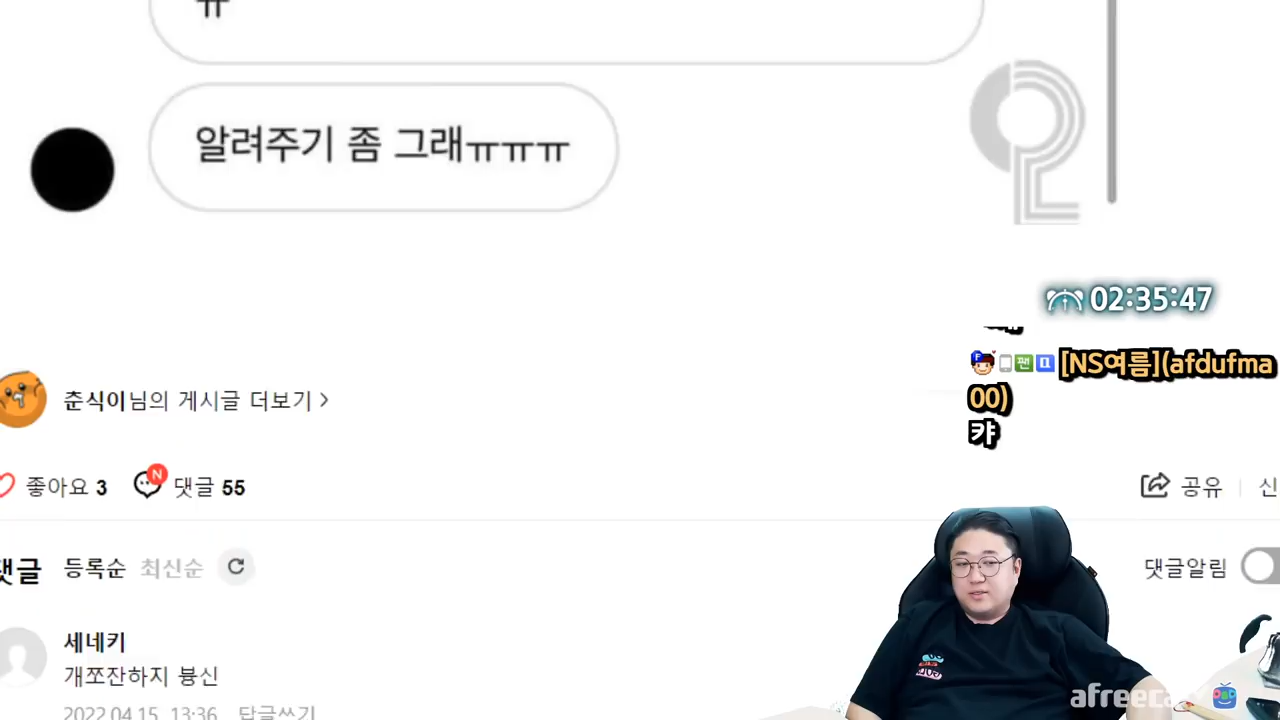 ㅠ
알려주기 좀 그래ㅠㅠㅠ
02:35:47
F 팬 [NS여름](afdufma
00)
캬
춘식이님의 게시글 더보기 >
좋아요 3 N 댓글 55
공유 신
댓글 등록순 최신순
댓글알림
세네키
개쪼잔하지 븅신
2022.04.15. 13:36 답글쓰기